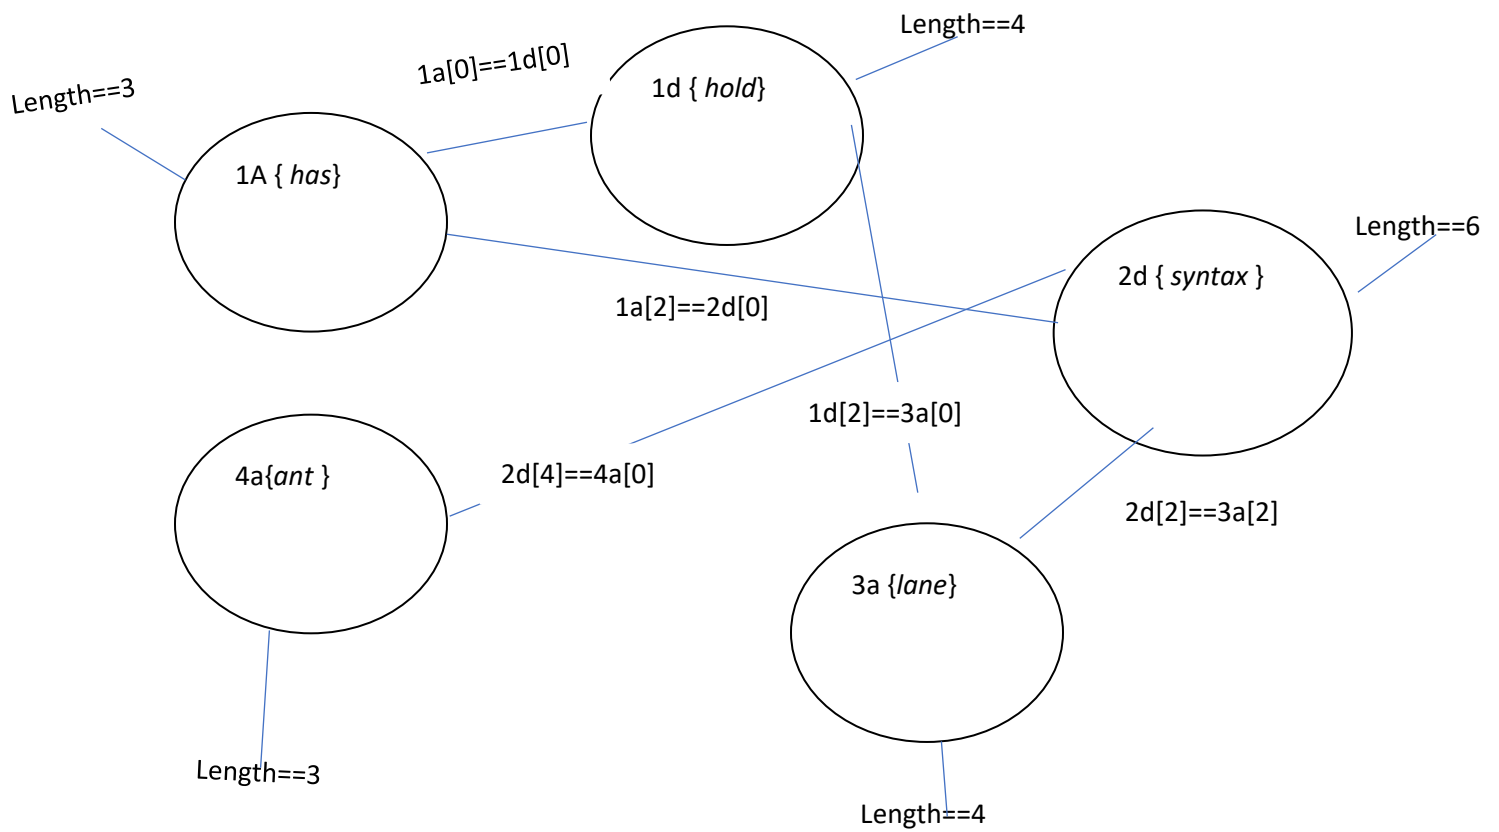 Length==4
1a[0]==1d[0]
1d { hold}
Length==3
1A { has}
Length==6
2d { syntax }
1a[2]==2d[0]
1d[2]==3a[0]
4a{ant }
2d[4]==4a[0]
2d[2]==3a[2]
3a {lane}
Length==3
Length==4